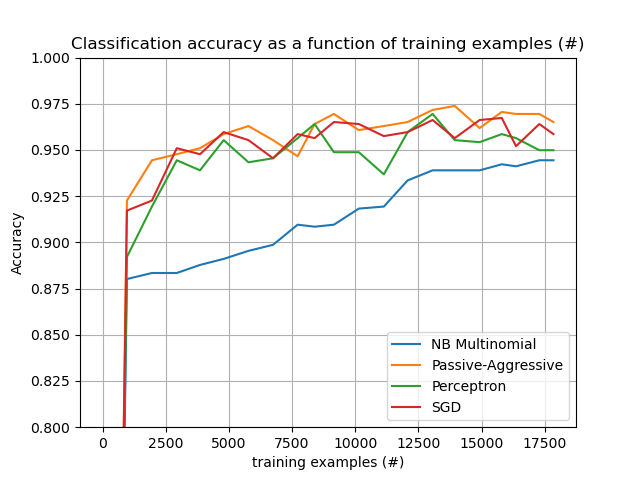 Classification accuracy as a function of training examples (#)
1.000
0.975
0.950
0.925
0.900
0.875
0.850
0.825
0.800
Accuracy
NB Multinomial
Passive-Aggressive
Perceptron
SGD
0 2500 5000 7500 10000 12500 15000 17500
training examples (#)